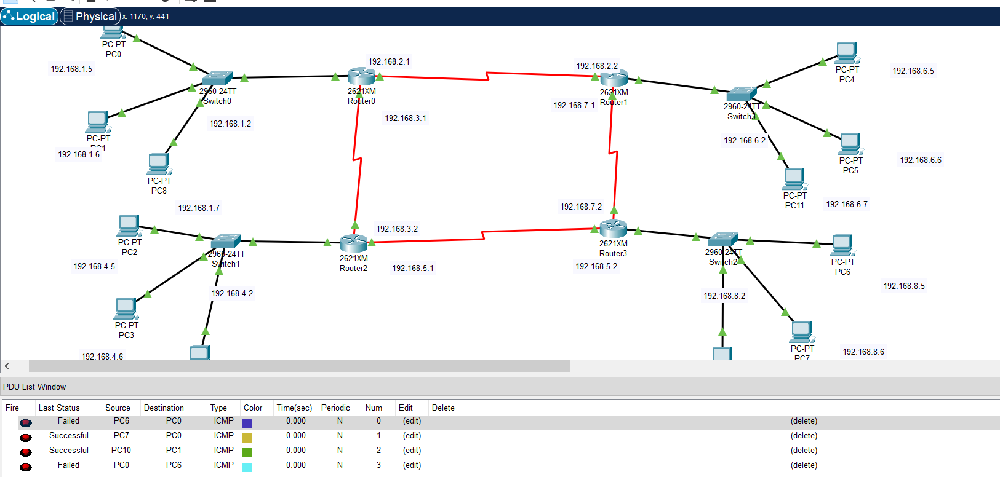 Logical Physical x: 1170, y: 441
PC-PT
PC0
192.168.1.5
2960-24TT
Switch0
PC-PT
PC1
192.168.1.6
192.168.1.2
PC-PT
PC8
192.168.1.7
192.168.2.1
2621XM
Router0
192.168.3.1
192.168.2.2
2621XM
Router1
192.168.7.1
PC-PT
PC4
192.168.6.5
2960-24TT
Switch3
192.168.6.2
PC-PT
PC5
192.168.6.6
PC-PT
PC11
192.168.6.7
PC-PT
PC2
192.168.4.5
2960-24TT
Switch1
192.168.4.2
PC-PT
PC3
192.168.4.6
192.168.3.2
2621XM
Router2
192.168.5.1
192.168.7.2
2621XM
Router3
192.168.5.2
2960-24TT
Switch2
192.168.8.2
PC-PT
PC6
192.168.8.5
PC-PT
PC7
192.168.8.6
PDU List Window
Fire Last Status Source Destination Type Color Time(sec) Periodic Num Edit Delete
Failed PC6 PC0 ICMP 0.000 N 0 (edit) (delete)
Successful PC7 PC0 ICMP 0.000 N 1 (edit) (delete)
Successful PC10 PC1 ICMP 0.000 N 2 (edit) (delete)
Failed PC0 PC6 ICMP 0.000 N 3 (edit) (delete)